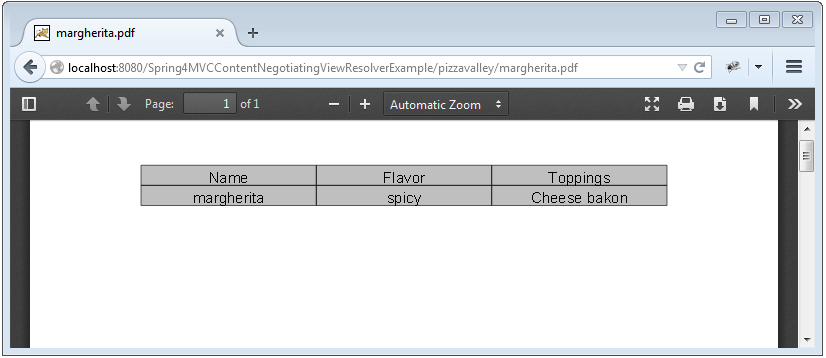 margherita.pdf
localhost:8080/Spring4MVCContentNegotiatingViewResolverExample/pizzavalley/margherita.pdf
Page: 1 of 1 Automatic Zoom
Name Flavor Toppings
margherita spicy Cheese bakon